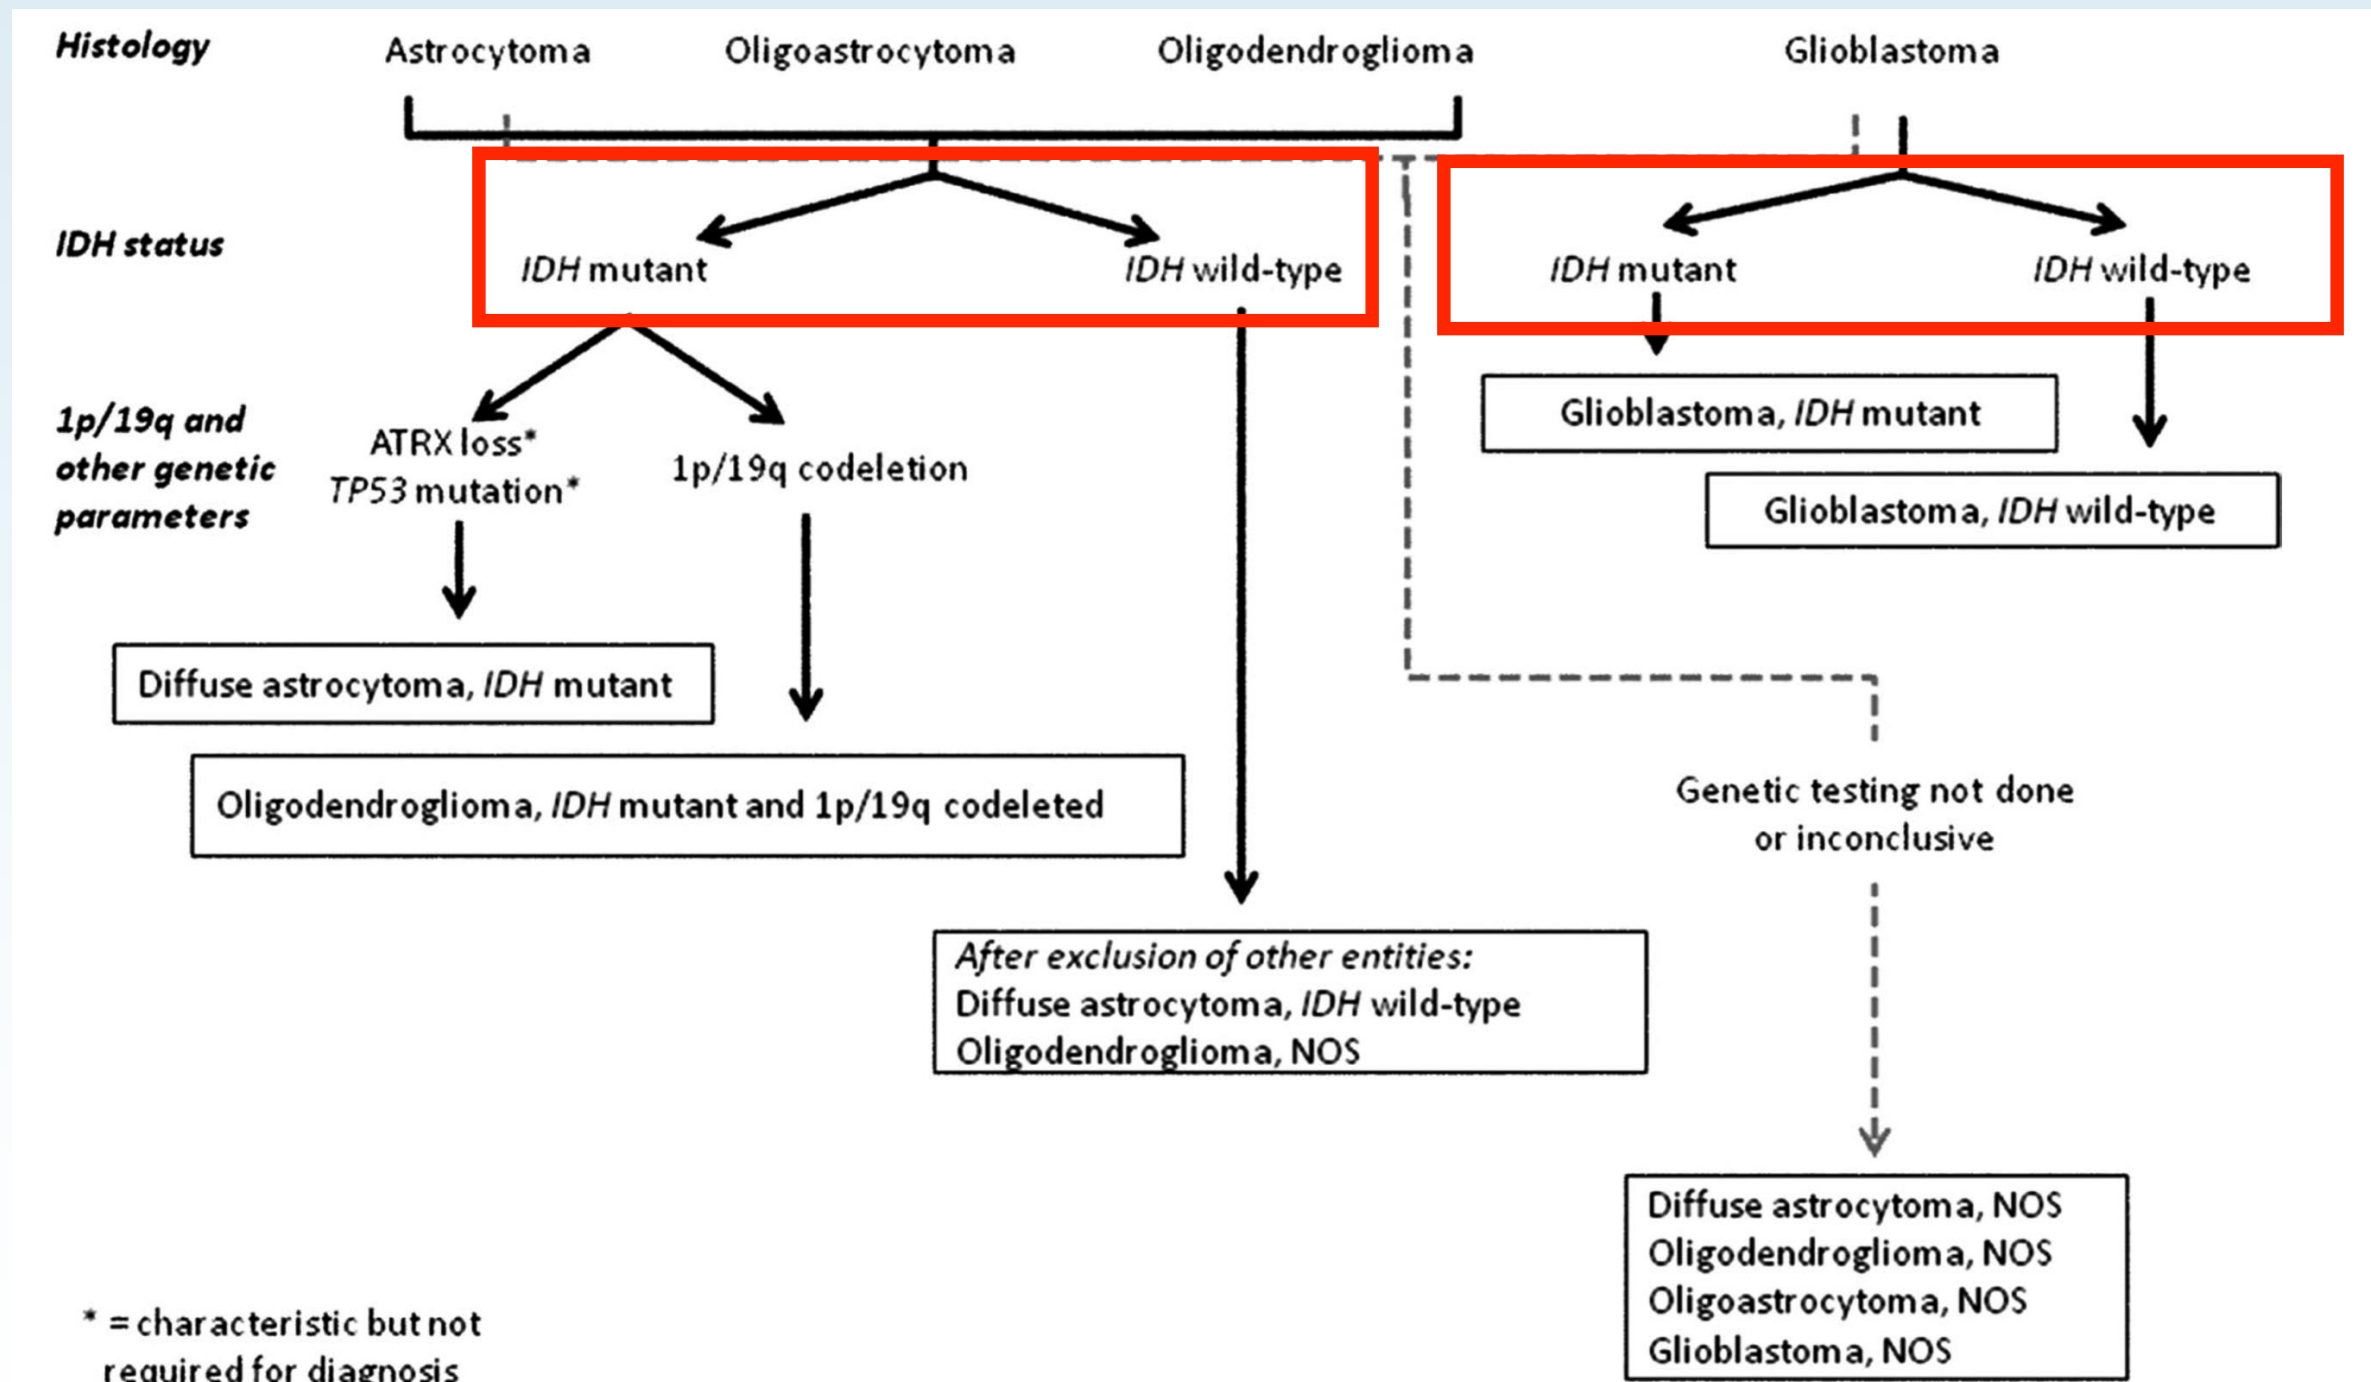 Histology
Astrocytoma
Oligoastrocytoma
Oligodendroglioma
Glioblastoma
IDH status
IDH mutant
IDH wild-type
IDH mutant
IDH wild-type
1p/19q and
other genetic
parameters
ATRX loss*
TP53 mutation*
1p/19q codeletion
Glioblastoma, IDH mutant
Glioblastoma, IDH wild-type
Diffuse astrocytoma, IDH mutant
Oligodendroglioma, IDH mutant and 1p/19q codeleted
Genetic testing not done
or inconclusive
After exclusion of other entities:
Diffuse astrocytoma, IDH wild-type
Oligodendroglioma, NOS
Diffuse astrocytoma, NOS
Oligodendroglioma, NOS
Oligoastrocytoma, NOS
Glioblastoma, NOS
* = characteristic but not
required for diagnosis